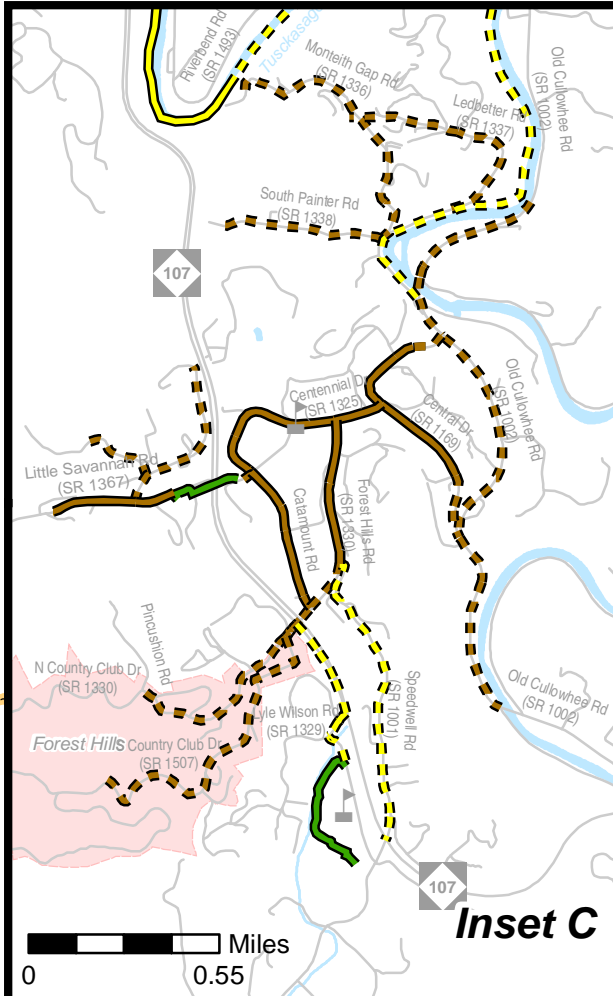 Riverbend Rd
(SR 1493)
Tuscka
Monteith Gap Rd
(SR 1336)
Old Cullowhee Rd
(SR 1002)
Ledbetter Rd
(SR 1337)
South Painter Rd
(SR 1338)
107
Centennial Dr
(SR 1325)
Central Dr
(SR 1169)
Old Cullowhee Rd
(SR 1002)
Little Savannah Rd
(SR 1367)
Catamount Rd
Forest Hills Rd
(SR 1330)
Pincushion Rd
N Country Club Dr
(SR 1330)
Speedwell Rd
(SR 1001)
Lyle Wilson Rd
(SR 1329)
Old Cullowhee Rd
(SR 1002)
Forest Hills
Country Club Dr
(SR 1507)
107
Inset C
Miles
0 0.55